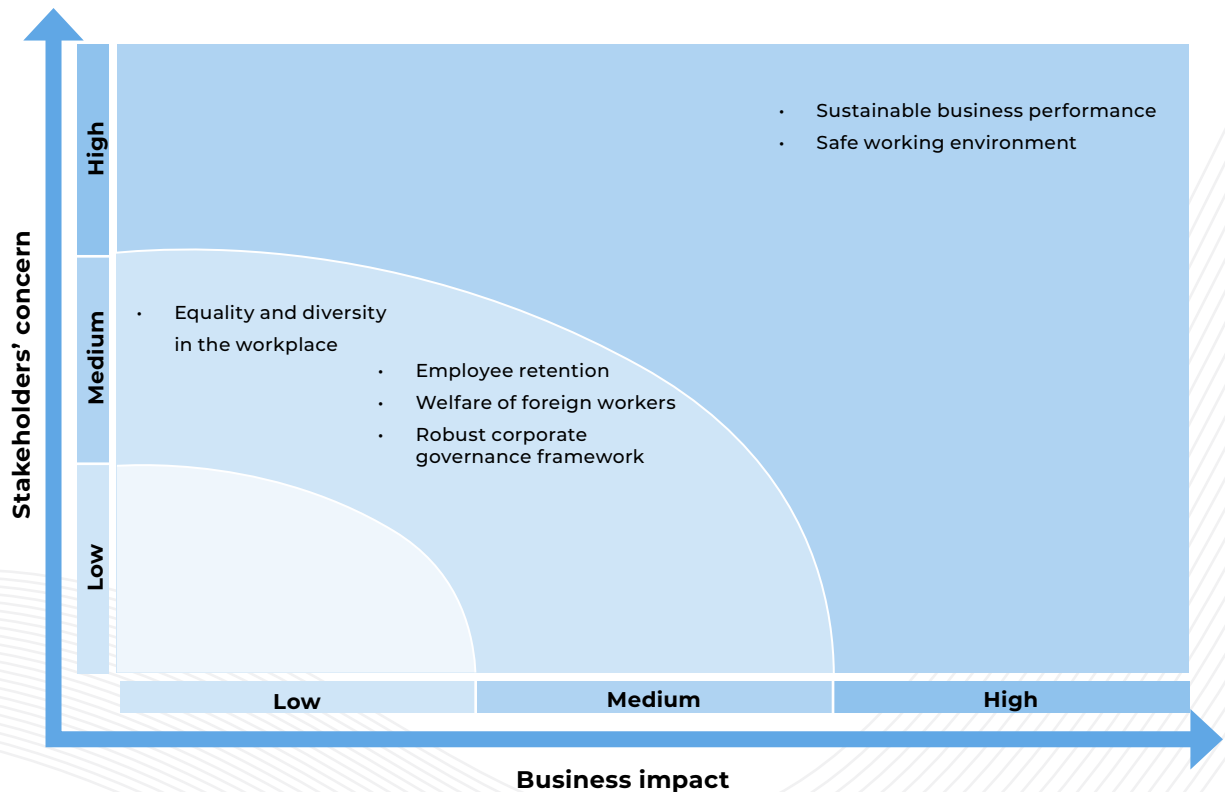 Stakeholders’ concern
High
Medium
Low
• Sustainable business performance
• Safe working environment
• Equality and diversity
in the workplace
• Employee retention
• Welfare of foreign workers
• Robust corporate
governance framework
Low
Medium
High
Business impact